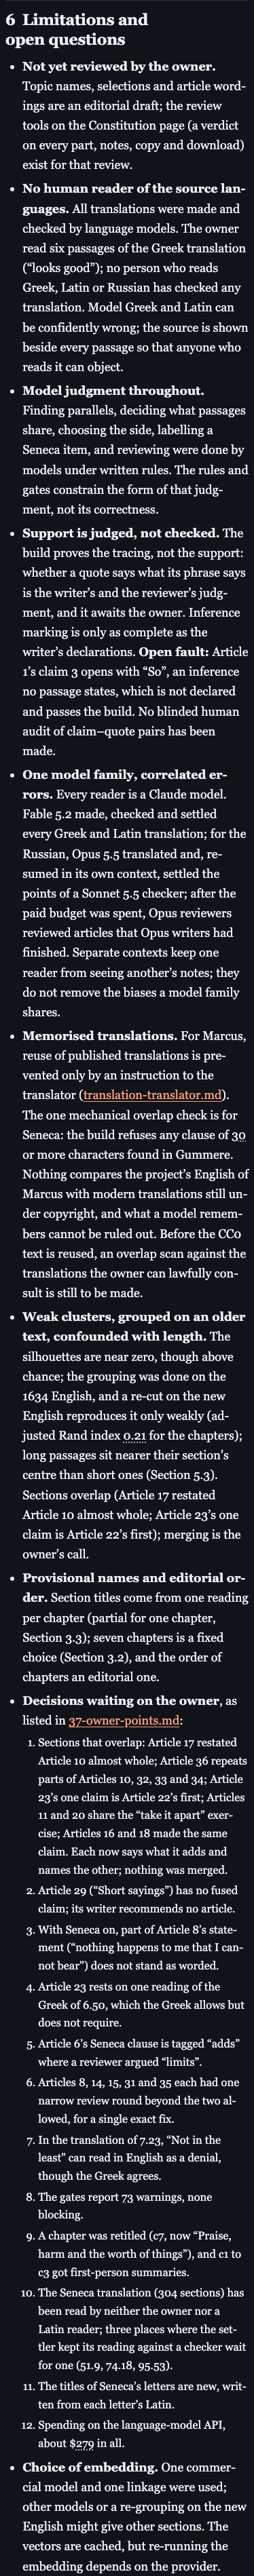 6 Limitations and
open questions
• Not yet reviewed by the owner.
Topic names, selections and article word-
ings are an editorial draft; the review
tools on the Constitution page (a verdict
on every part, notes, copy and download)
exist for that review.
• No human reader of the source lan-
guages. All translations were made and
checked by language models. The owner
read six passages of the Greek translation
(“looks good”); no person who reads
Greek, Latin or Russian has checked any
translation. Model Greek and Latin can
be confidently wrong; the source is shown
beside every passage so that anyone who
reads it can object.
• Model judgment throughout.
Finding parallels, deciding what passages
share, choosing the side, labelling a
Seneca item, and reviewing were done by
models under written rules. The rules and
gates constrain the form of that judg-
ment, not its correctness.
• Support is judged, not checked. The
build proves the tracing, not the support:
whether a quote says what its phrase says
is the writer’s and the reviewer’s judg-
ment, and it awaits the owner. Inference
marking is only as complete as the
writer’s declarations. Open fault: Article
1’s claim 3 opens with “So”, an inference
no passage states, which is not declared
and passes the build. No blinded human
audit of claim–quote pairs has been
made.
• One model family, correlated er-
rors. Every reader is a Claude model.
Fable 5.2 made, checked and settled
every Greek and Latin translation; for the
Russian, Opus 5.5 translated and, re-
sumed in its own context, settled the
points of a Sonnet 5.5 checker; after the
paid budget was spent, Opus reviewers
reviewed articles that Opus writers had
finished. Separate contexts keep one
reader from seeing another’s notes; they
do not remove the biases a model family
shares.
• Memorised translations. For Marcus,
reuse of published translations is pre-
vented only by an instruction to the
translator (translation-translator.md).
The one mechanical overlap check is for
Seneca: the build refuses any clause of 30
or more characters found in Gummere.
Nothing compares the project’s English of
Marcus with modern translations still un-
der copyright, and what a model remem-
bers cannot be ruled out. Before the CC0
text is reused, an overlap scan against the
translations the owner can lawfully con-
sult is still to be made.
• Weak clusters, grouped on an older
text, confounded with length. The
silhouettes are near zero, though above
chance; the grouping was done on the
1634 English, and a re-cut on the new
English reproduces it only weakly (ad-
justed Rand index 0.21 for the chapters);
long passages sit nearer their section’s
centre than short ones (Section 5.3).
Sections overlap (Article 17 restated
Article 10 almost whole; Article 23’s one
claim is Article 22’s first); merging is the
owner’s call.
• Provisional names and editorial or-
der. Section titles come from one reading
per chapter (partial for one chapter,
Section 3.3); seven chapters is a fixed
choice (Section 3.2), and the order of
chapters an editorial one.
• Decisions waiting on the owner, as
listed in 37-owner-points.md:
1. Sections that overlap: Article 17 restated
Article 10 almost whole; Article 36 repeats
parts of Articles 10, 32, 33 and 34; Article
23’s one claim is Article 22’s first; Articles
11 and 20 share the “take it apart” exer-
cise; Articles 16 and 18 made the same
claim. Each now says what it adds and
names the other; nothing was merged.
2. Article 29 (“Short sayings”) has no fused
claim; its writer recommends no article.
3. With Seneca on, part of Article 8’s state-
ment (“nothing happens to me that I can-
not bear”) does not stand as worded.
4. Article 23 rests on one reading of the
Greek of 6.50, which the Greek allows but
does not require.
5. Article 6’s Seneca clause is tagged “adds”
where a reviewer argued “limits”.
6. Articles 8, 14, 15, 31 and 35 each had one
narrow review round beyond the two al-
lowed, for a single exact fix.
7. In the translation of 7.23, “Not in the
least” can read in English as a denial,
though the Greek agrees.
8. The gates report 73 warnings, none
blocking.
9. A chapter was retitled (c7, now “Praise,
harm and the worth of things”), and c1 to
c3 got first-person summaries.
10. The Seneca translation (304 sections) has
been read by neither the owner nor a
Latin reader; three places where the set-
tler kept its reading against a checker wait
for one (51.9, 74.18, 95.53).
11. The titles of Seneca’s letters are new, writ-
ten from each letter’s Latin.
12. Spending on the language-model API,
about $279 in all.
• Choice of embedding. One commer-
cial model and one linkage were used;
other models or a re-grouping on the new
English might give other sections. The
vectors are cached, but re-running the
embedding depends on the provider.